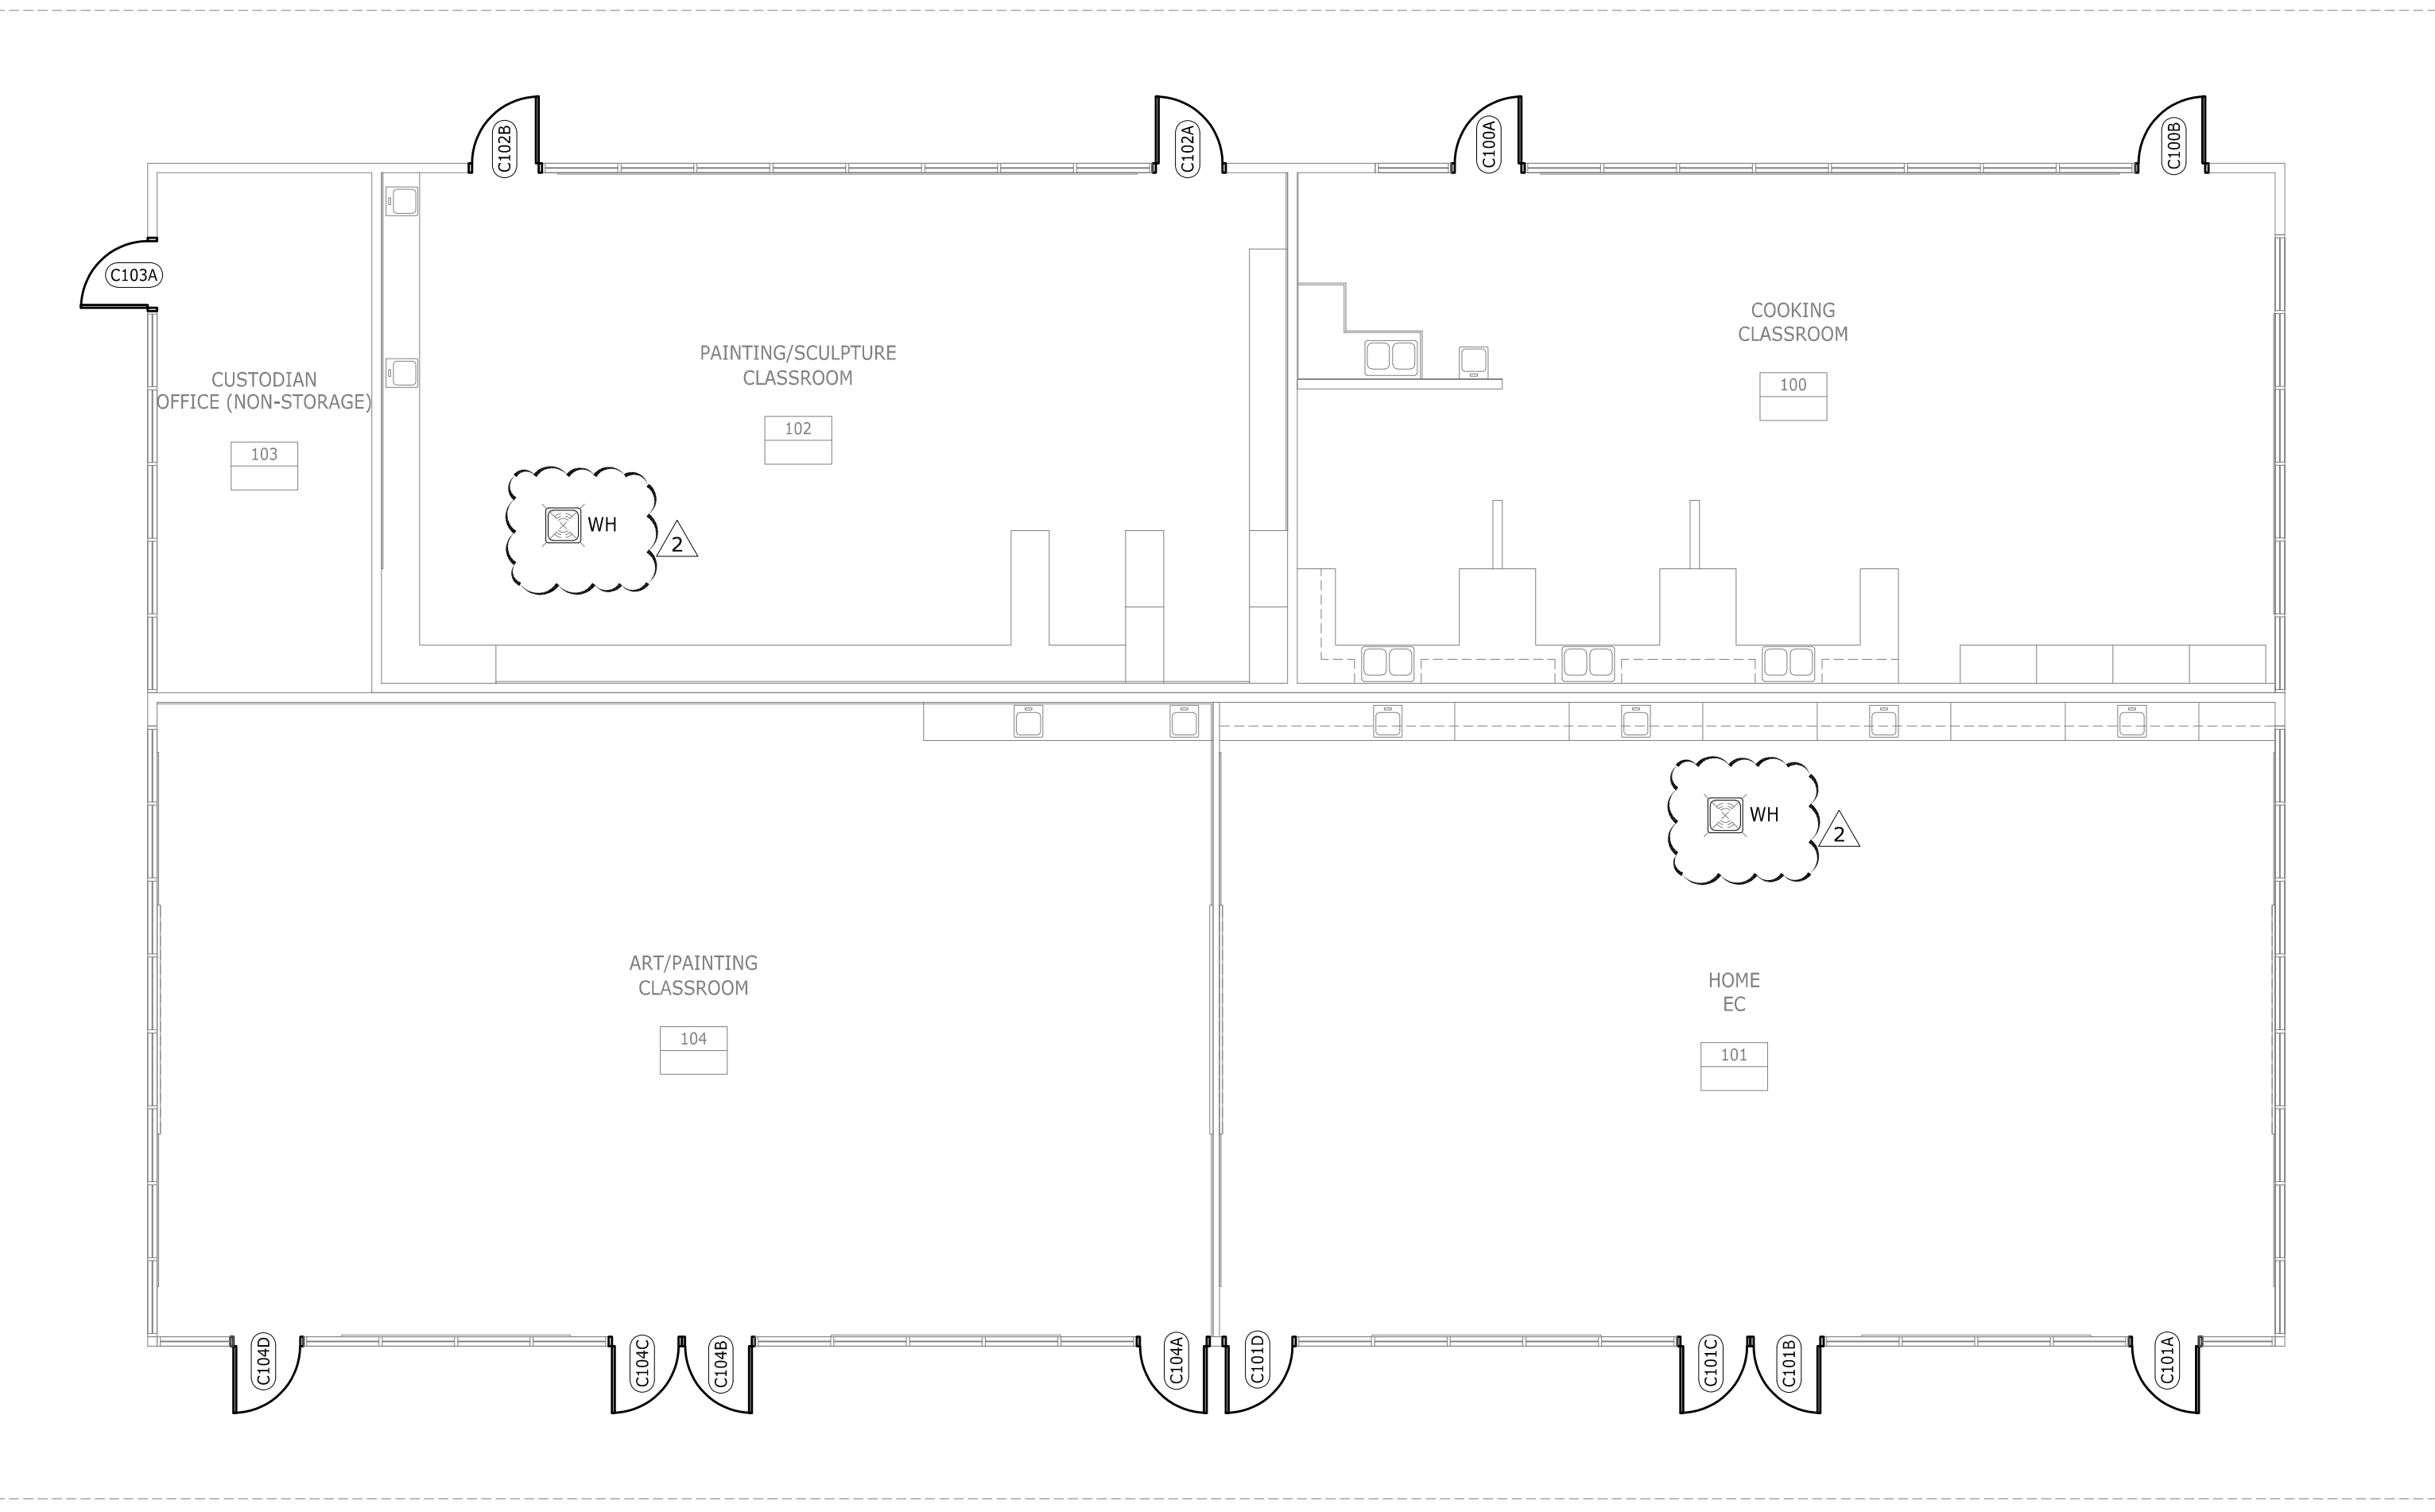 C102B
C102A
C100A
C100B
C103A
CUSTODIAN
OFFICE (NON-STORAGE)
103
PAINTING/SCULPTURE
CLASSROOM
102
WH
2
COOKING
CLASSROOM
100
WH
2
ART/PAINTING
CLASSROOM
104
HOME
EC
101
C104D
C104C
C104B
C104A
C101D
C101C
C101B
C101A